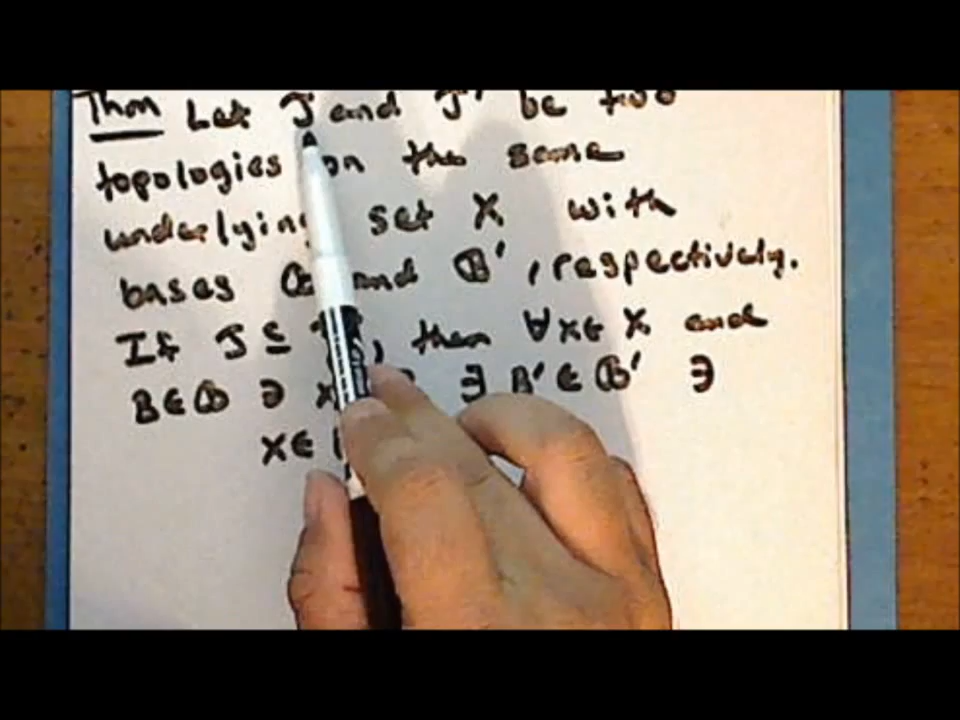 Thm Let J and J' be two
topologies on the same
underlying set X with
bases and 𝔹', respectively.
If J ⊆ , then ∀x∈ X and
B∈𝔹 ∋ x ∃ B'∈𝔹' ∋
x∈